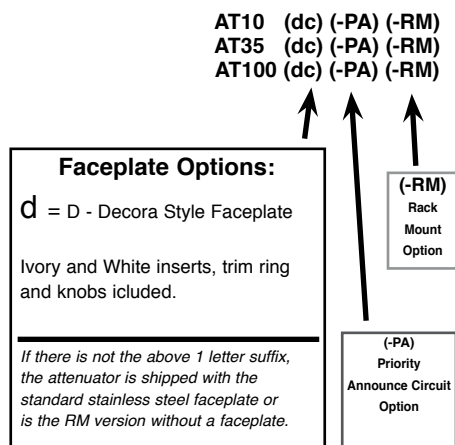 AT10 (dc) (-PA) (-RM)
AT35 (dc) (-PA) (-RM)
AT100 (dc) (-PA) (-RM)
Faceplate Options:
d = D - Decora Style Faceplate
Ivory and White inserts, trim ring
and knobs icluded.
If there is not the above 1 letter suffix,
the attenuator is shipped with the
standard stainless steel faceplate or
is the RM version without a faceplate.
(-RM)
Rack
Mount
Option
(-PA)
Priority
Announce Circuit
Option